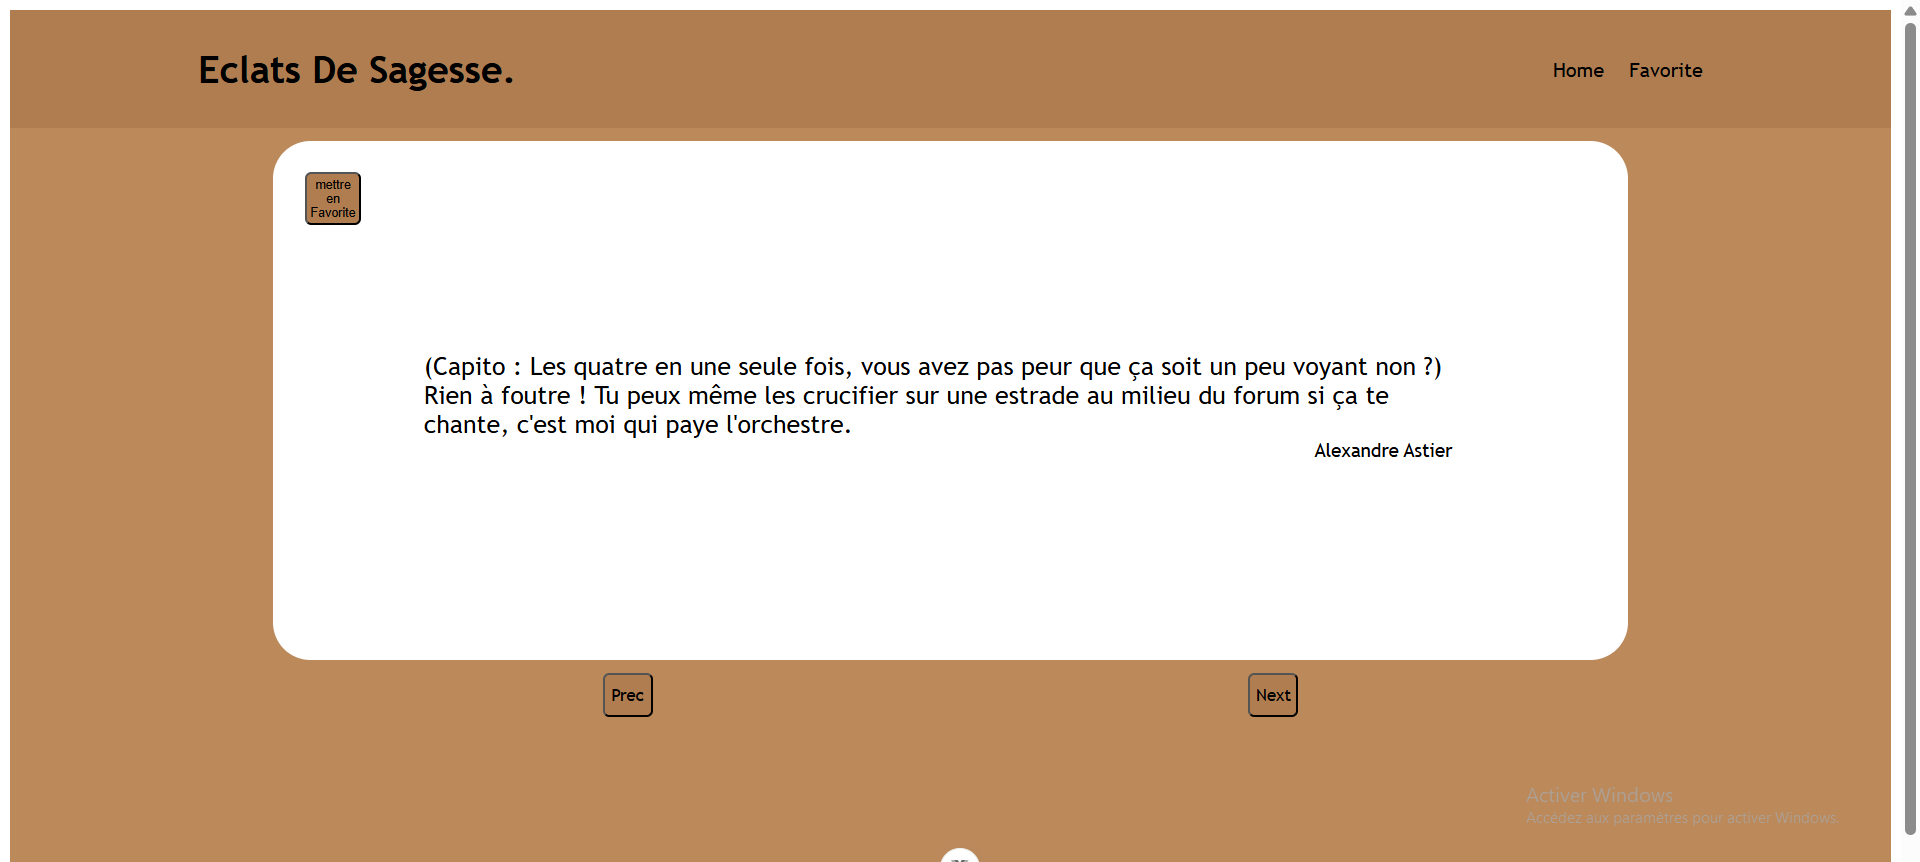 Eclats De Sagesse.
Home Favorite
mettre
en
Favorite
(Capito : Les quatre en une seule fois, vous avez pas peur que ça soit un peu voyant non ?)
Rien à foutre ! Tu peux même les crucifier sur une estrade au milieu du forum si ça te
chante, c'est moi qui paye l'orchestre.
Alexandre Astier
Prec
Next
Activer Windows
Accédez aux paramètres pour activer Windows.